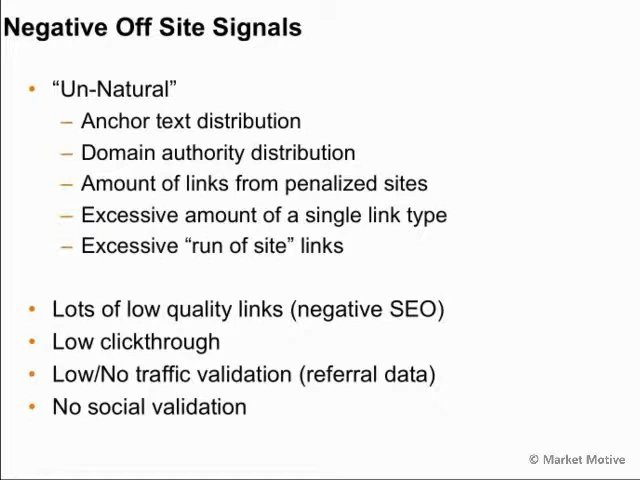 Negative Off Site Signals
• “Un-Natural”
– Anchor text distribution
– Domain authority distribution
– Amount of links from penalized sites
– Excessive amount of a single link type
– Excessive “run of site” links
• Lots of low quality links (negative SEO)
• Low clickthrough
• Low/No traffic validation (referral data)
• No social validation
© Market Motive